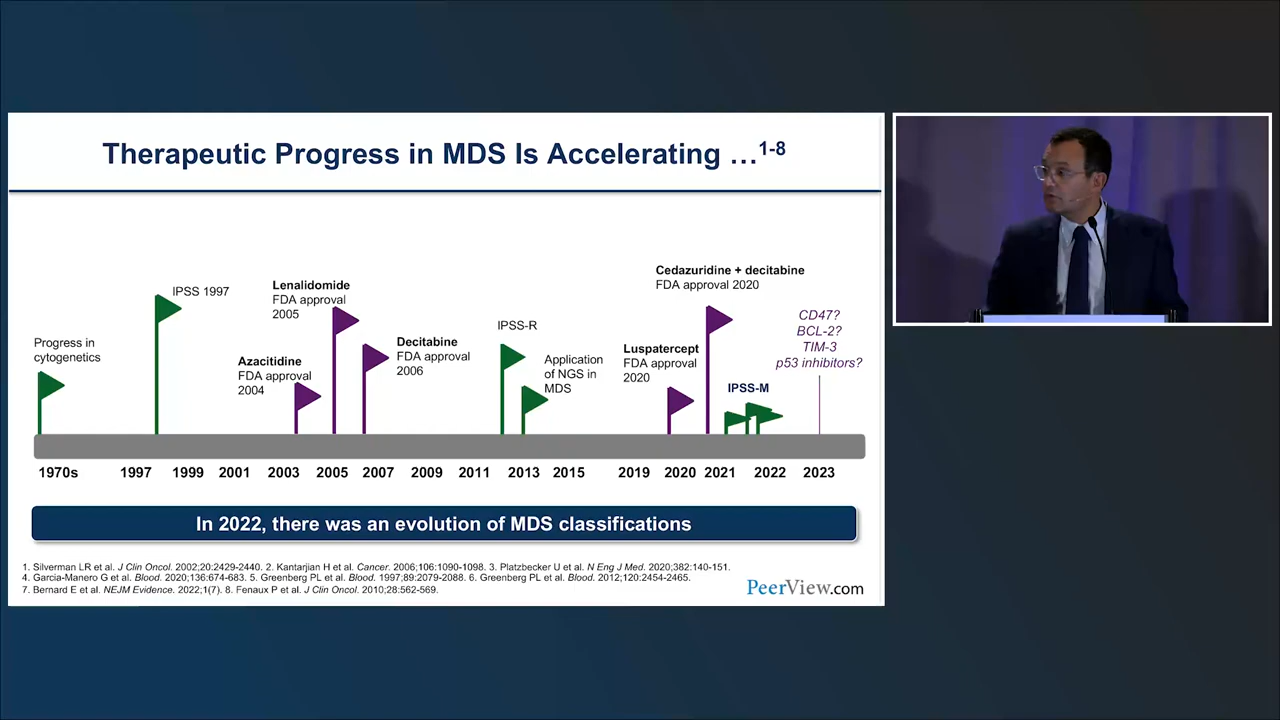 Therapeutic Progress in MDS Is Accelerating …1-8
Progress in
cytogenetics
IPSS 1997
Azacitidine
FDA approval
2004
Lenalidomide
FDA approval
2005
Decitabine
FDA approval
2006
IPSS-R
Application
of NGS in
MDS
Luspatercept
FDA approval
2020
Cedazuridine + decitabine
FDA approval 2020
IPSS-M
CD47?
BCL-2?
TIM-3
p53 inhibitors?
1970s 1997 1999 2001 2003 2005 2007 2009 2011 2013 2015 2019 2020 2021 2022 2023
In 2022, there was an evolution of MDS classifications
1. Silverman LR et al. J Clin Oncol. 2002;20:2429-2440. 2. Kantarjian H et al. Cancer. 2006;106:1090-1098. 3. Platzbecker U et al. N Eng J Med. 2020;382:140-151.
4. Garcia-Manero G et al. Blood. 2020;136:674-683. 5. Greenberg PL et al. Blood. 1997;89:2079-2088. 6. Greenberg PL et al. Blood. 2012;120:2454-2465.
7. Bernard E et al. NEJM Evidence. 2022;1(7). 8. Fenaux P et al. J Clin Oncol. 2010;28:562-569.
PeerView.com